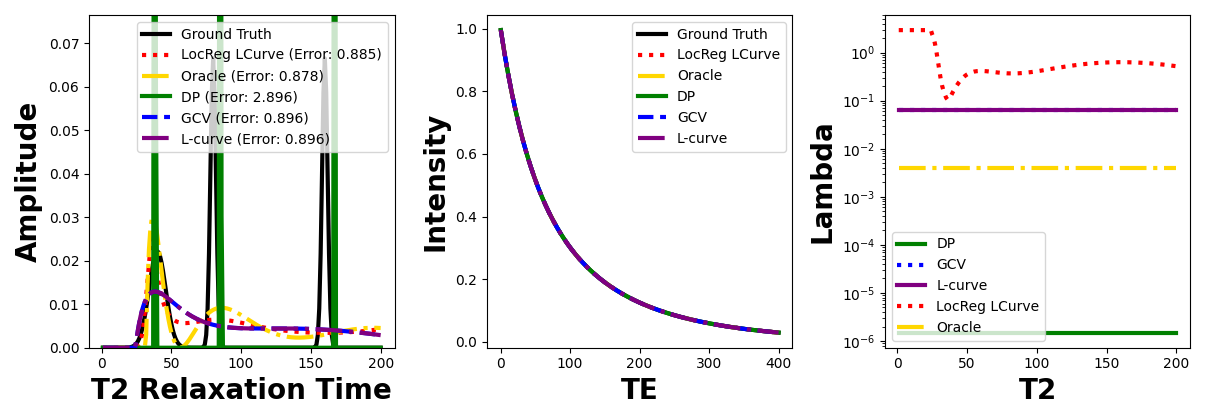 Amplitude
0.07
0.06
0.05
0.04
0.03
0.02
0.01
0.00
0 50 100 150 200
T2 Relaxation Time
Ground Truth
LocReg LCurve (Error: 0.885)
Oracle (Error: 0.878)
DP (Error: 2.896)
GCV (Error: 0.896)
L-curve (Error: 0.896)
Intensity
1.0
0.8
0.6
0.4
0.2
0.0
0 100 200 300 400
TE
Ground Truth
LocReg LCurve
Oracle
DP
GCV
L-curve
Lambda
10⁰
10⁻¹
10⁻²
10⁻³
10⁻⁴
10⁻⁵
10⁻⁶
0 50 100 150 200
T2
DP
GCV
L-curve
LocReg LCurve
Oracle